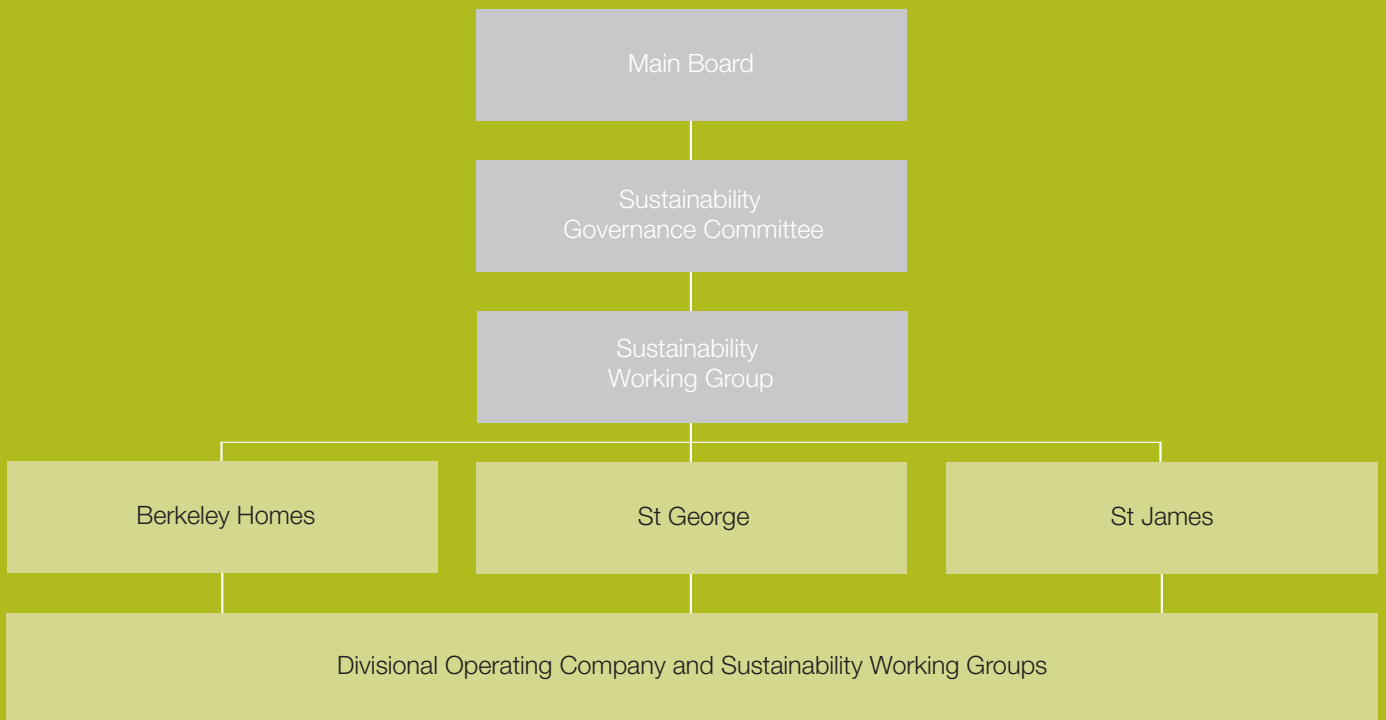 Main Board
Sustainability
Governance Committee
Sustainability
Working Group
Berkeley Homes
St George
St James
Divisional Operating Company and Sustainability Working Groups